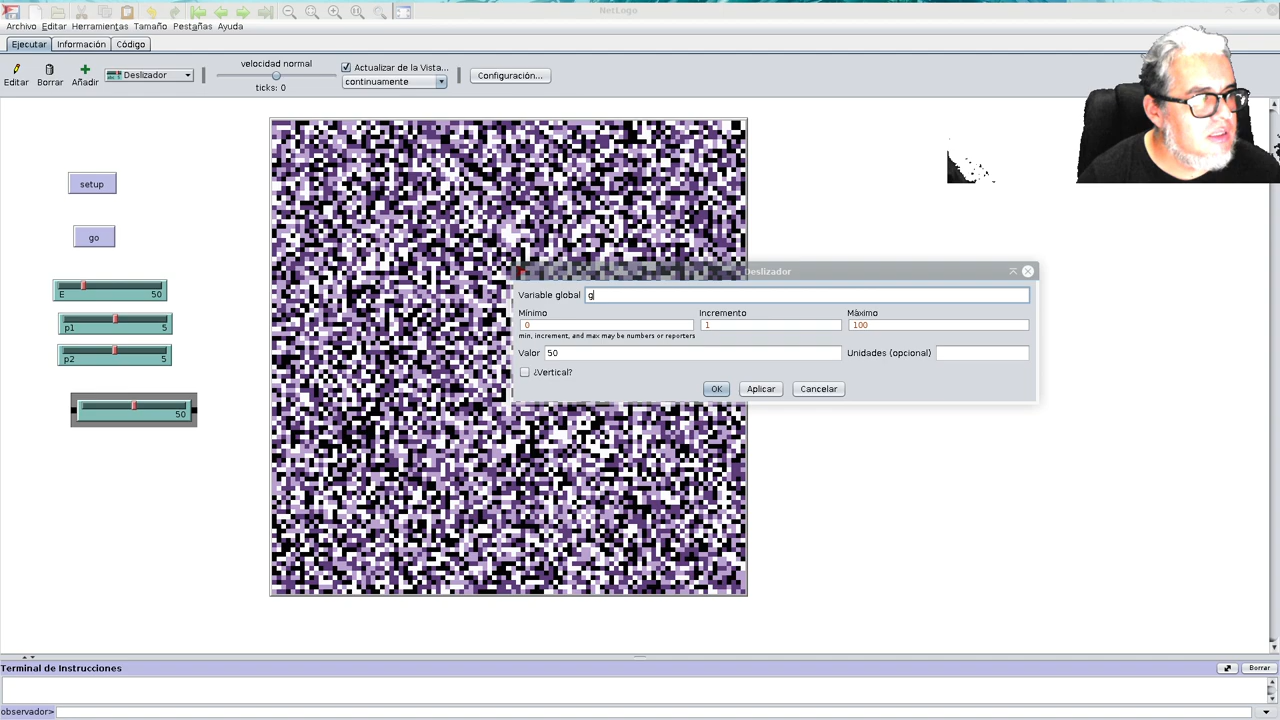 NetLogo
Archivo Editar Herramientas Tamaño Pestañas Ayuda
Ejecutar Información Código
Editar Borrar Añadir Deslizador
velocidad normal
ticks: 0
Actualizar de la Vista...
continuamente
Configuración...
setup
go
E 50
p1 5
p2 5
50
Deslizador
Variable global g
Mínimo Incremento Màximo
0 1 100
min, increment, and max may be numbers or reporters
Valor 50 Unidades (opcional)
¿Vertical?
OK Aplicar Cancelar
Terminal de Instrucciones Borrar
observador>